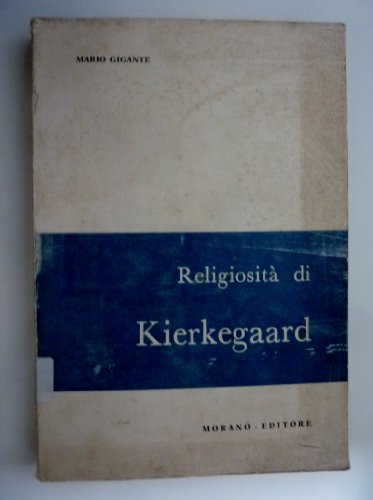 MARIO GIGANTE
Religiosità di
Kierkegaard
MORANO - EDITORE